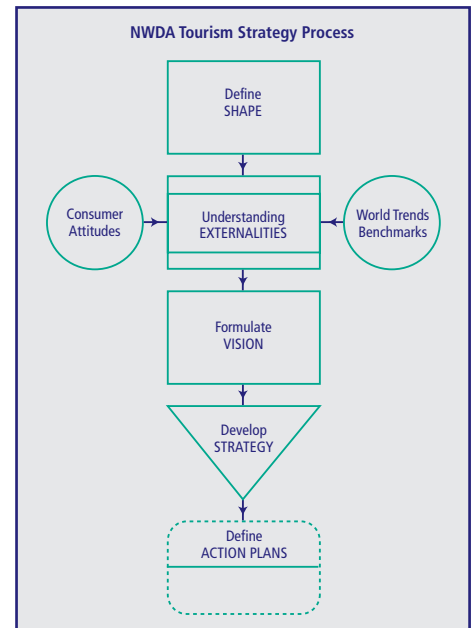 NWDA Tourism Strategy Process
Define
SHAPE
Consumer
Attitudes
Understanding
EXTERNALITIES
World Trends
Benchmarks
Formulate
VISION
Develop
STRATEGY
Define
ACTION PLANS